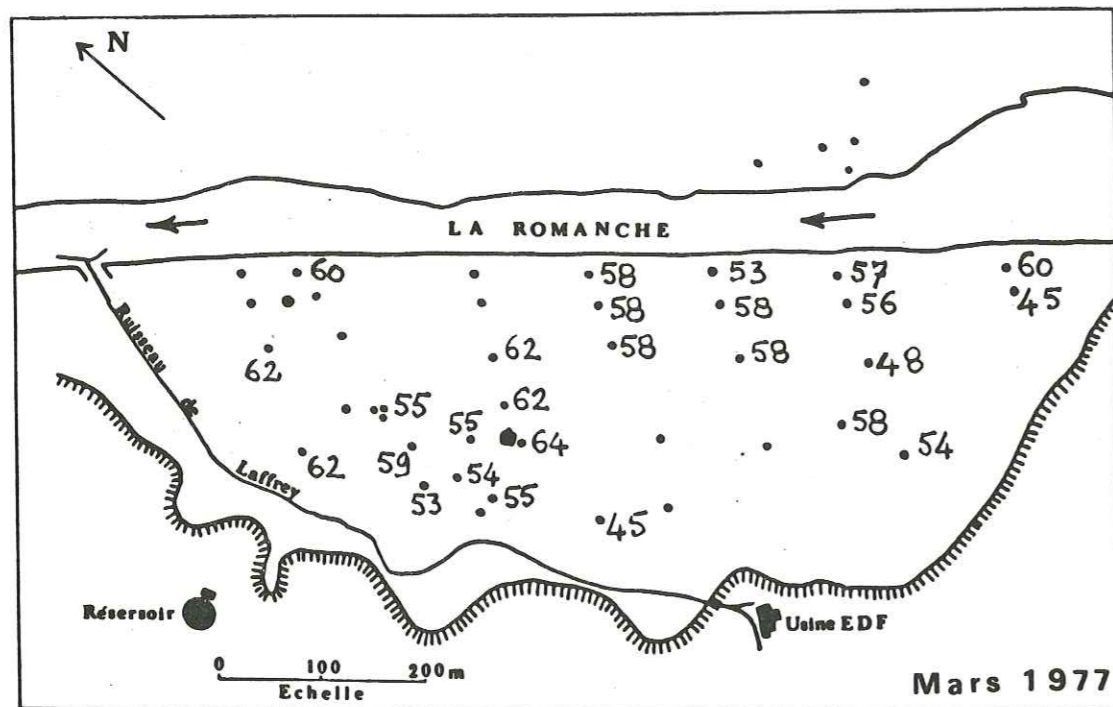 N
LA ROMANCHE
60 58 53 57 60
58 58 56 45
62 62 58 58 48
55 62
55 64 58
62 59 54 54
53 55
45
Ruisseau de Laffrey
Réservoir
Usine EDF
0 100 200 m
Echelle
Mars 1977